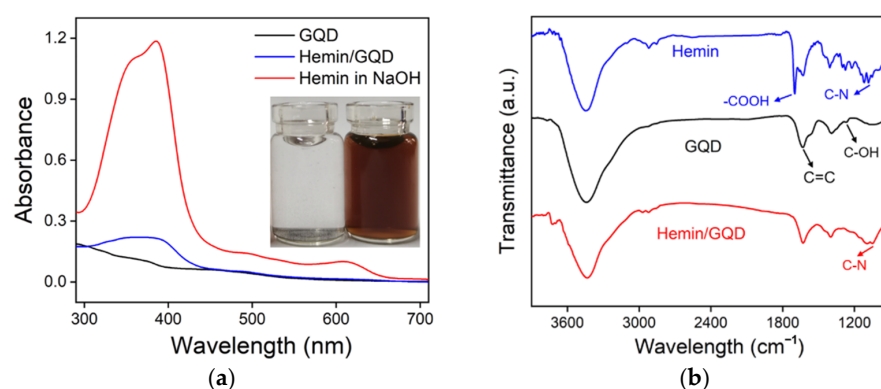 GQD
Hemin/GQD
Hemin in NaOH
Absorbance
1.2
0.9
0.6
0.3
0.0
300
400
500
600
700
Wavelength (nm)
(a)
Hemin
-COOH
C-N
GQD
C-OH
C=C
Hemin/GQD
C-N
Transmittance (a.u.)
3600
3000
2400
1800
1200
Wavelength (cm⁻¹)
(b)